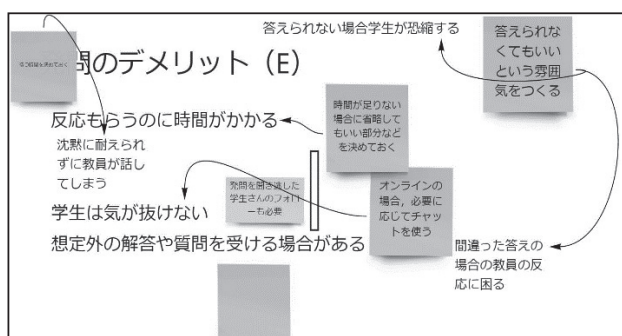 答えられない場合学生が恐縮する
答えられな
くてもいい
という雰囲
気をつくる
問のデメリット（E）
時間が足りない
場合に省略して
もいい部分など
を決めておく
反応もらうのに時間がかかる
沈黙に耐えられ
ずに教員が話し
てしまう
発問を聞き逃した
学生さんのフォロ
ーも必要
オンラインの
場合，必要に
応じてチャッ
トを使う
学生は気が抜けない
想定外の解答や質問を受ける場合がある
間違った答えの
場合の教員の反
応に困る